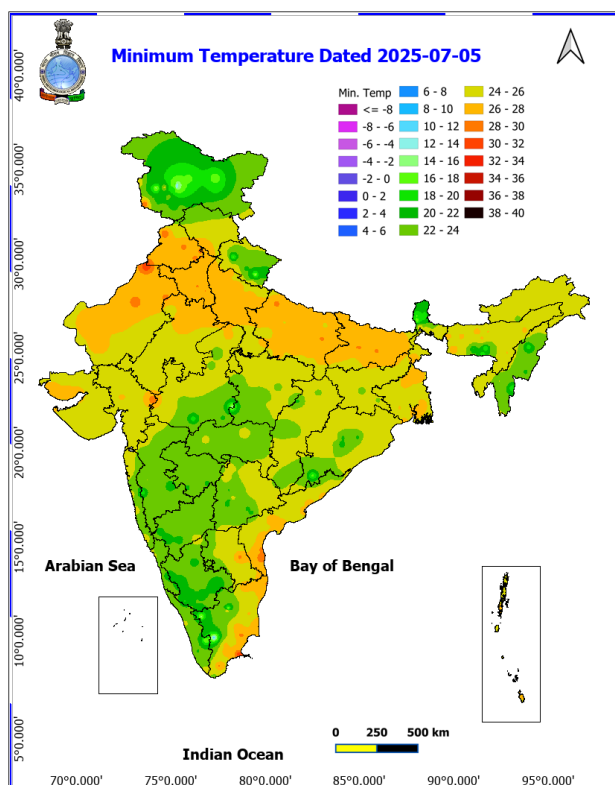 Minimum Temperature Dated 2025-07-05
Min. Temp
<= -8
-8 - -6
-6 - -4
-4 - -2
-2 - 0
0 - 2
2 - 4
4 - 6
6 - 8
8 - 10
10 - 12
12 - 14
14 - 16
16 - 18
18 - 20
20 - 22
22 - 24
24 - 26
26 - 28
28 - 30
30 - 32
32 - 34
34 - 36
36 - 38
38 - 40
40°0.000'
35°0.000'
30°0.000'
25°0.000'
20°0.000'
15°0.000'
10°0.000'
5°0.000'
Arabian Sea
Bay of Bengal
Indian Ocean
0 250 500 km
70°0.000' 75°0.000' 80°0.000' 85°0.000' 90°0.000' 95°0.000'